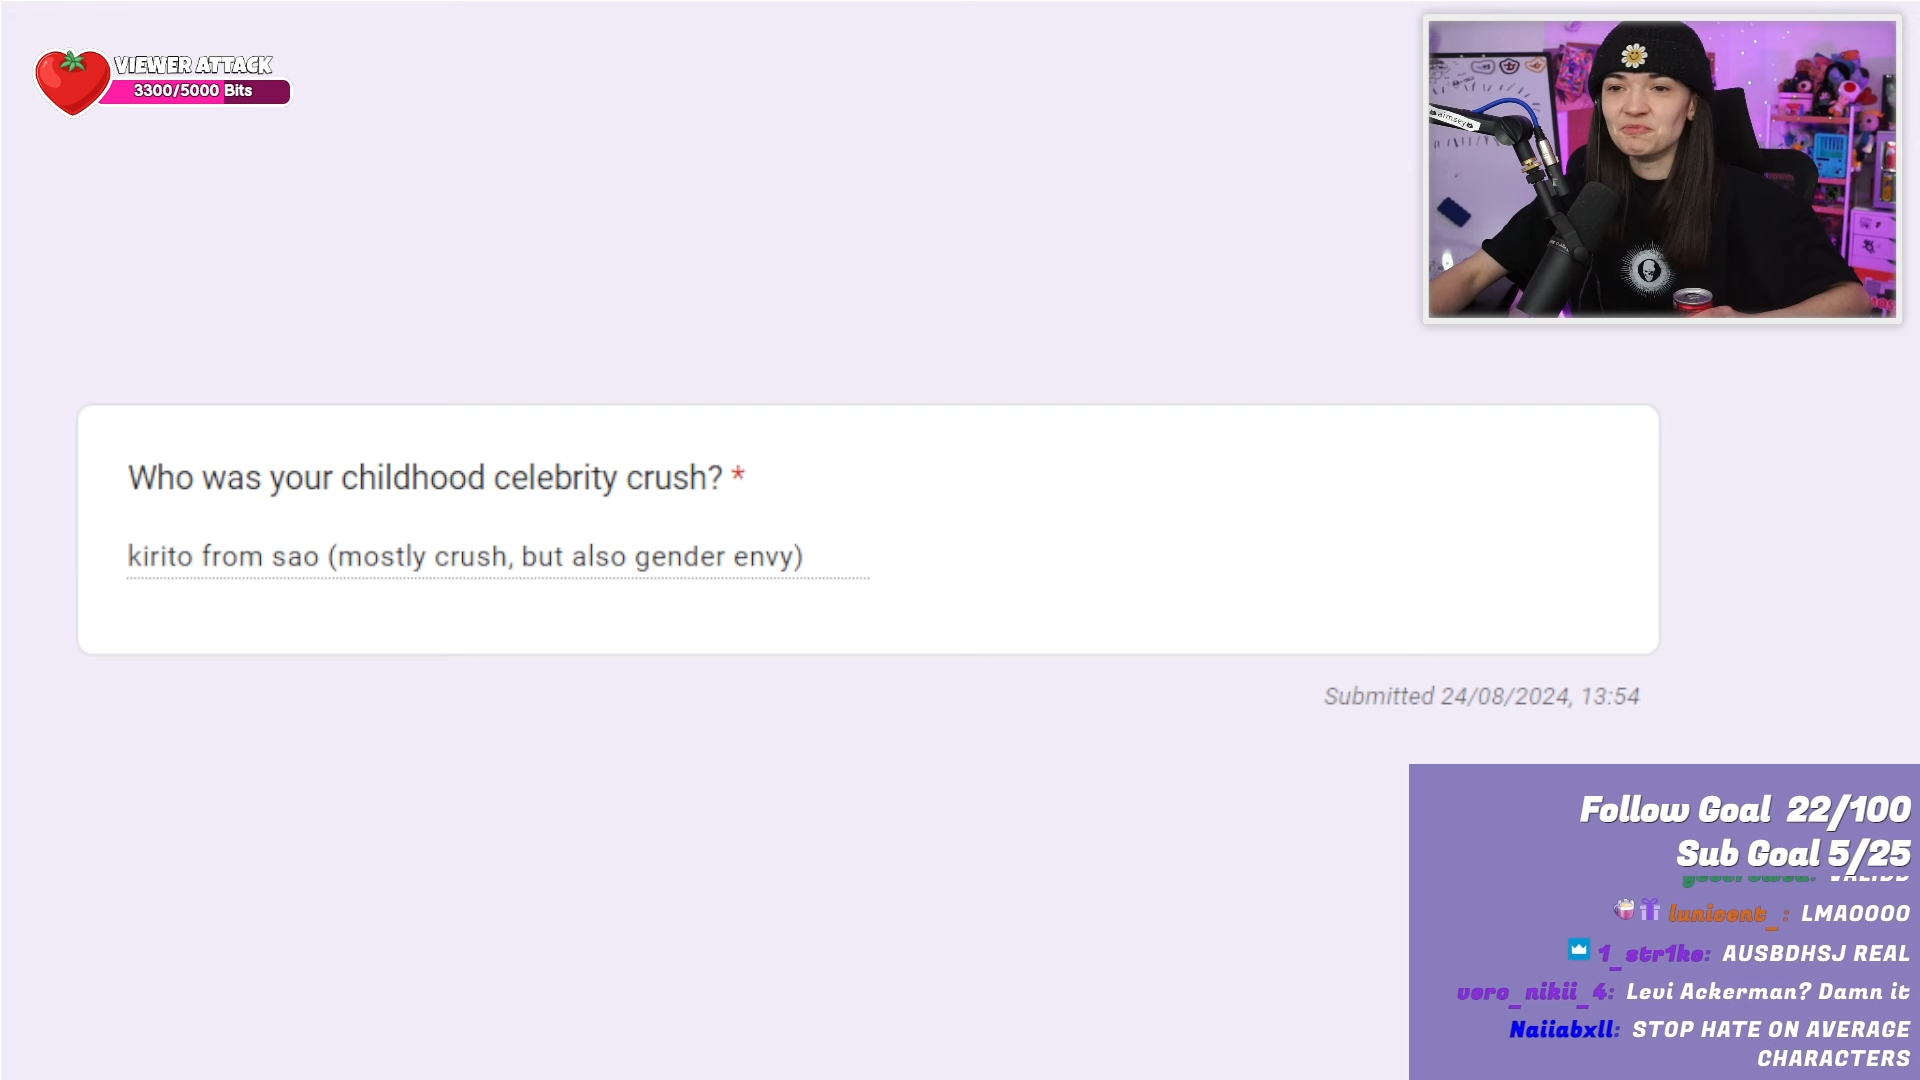 VIEWER ATTACK
3300/5000 Bits
aimsey
Who was your childhood celebrity crush? *
kirito from sao (mostly crush, but also gender envy)
Submitted 24/08/2024, 13:54
Follow Goal 22/100
Sub Goal 5/25
lunicent_: LMAOOOO
1_str1ke: AUSBDHSJ REAL
voro_nikii_4: Levi Ackerman? Damn it
Naiiabxll: STOP HATE ON AVERAGE
CHARACTERS